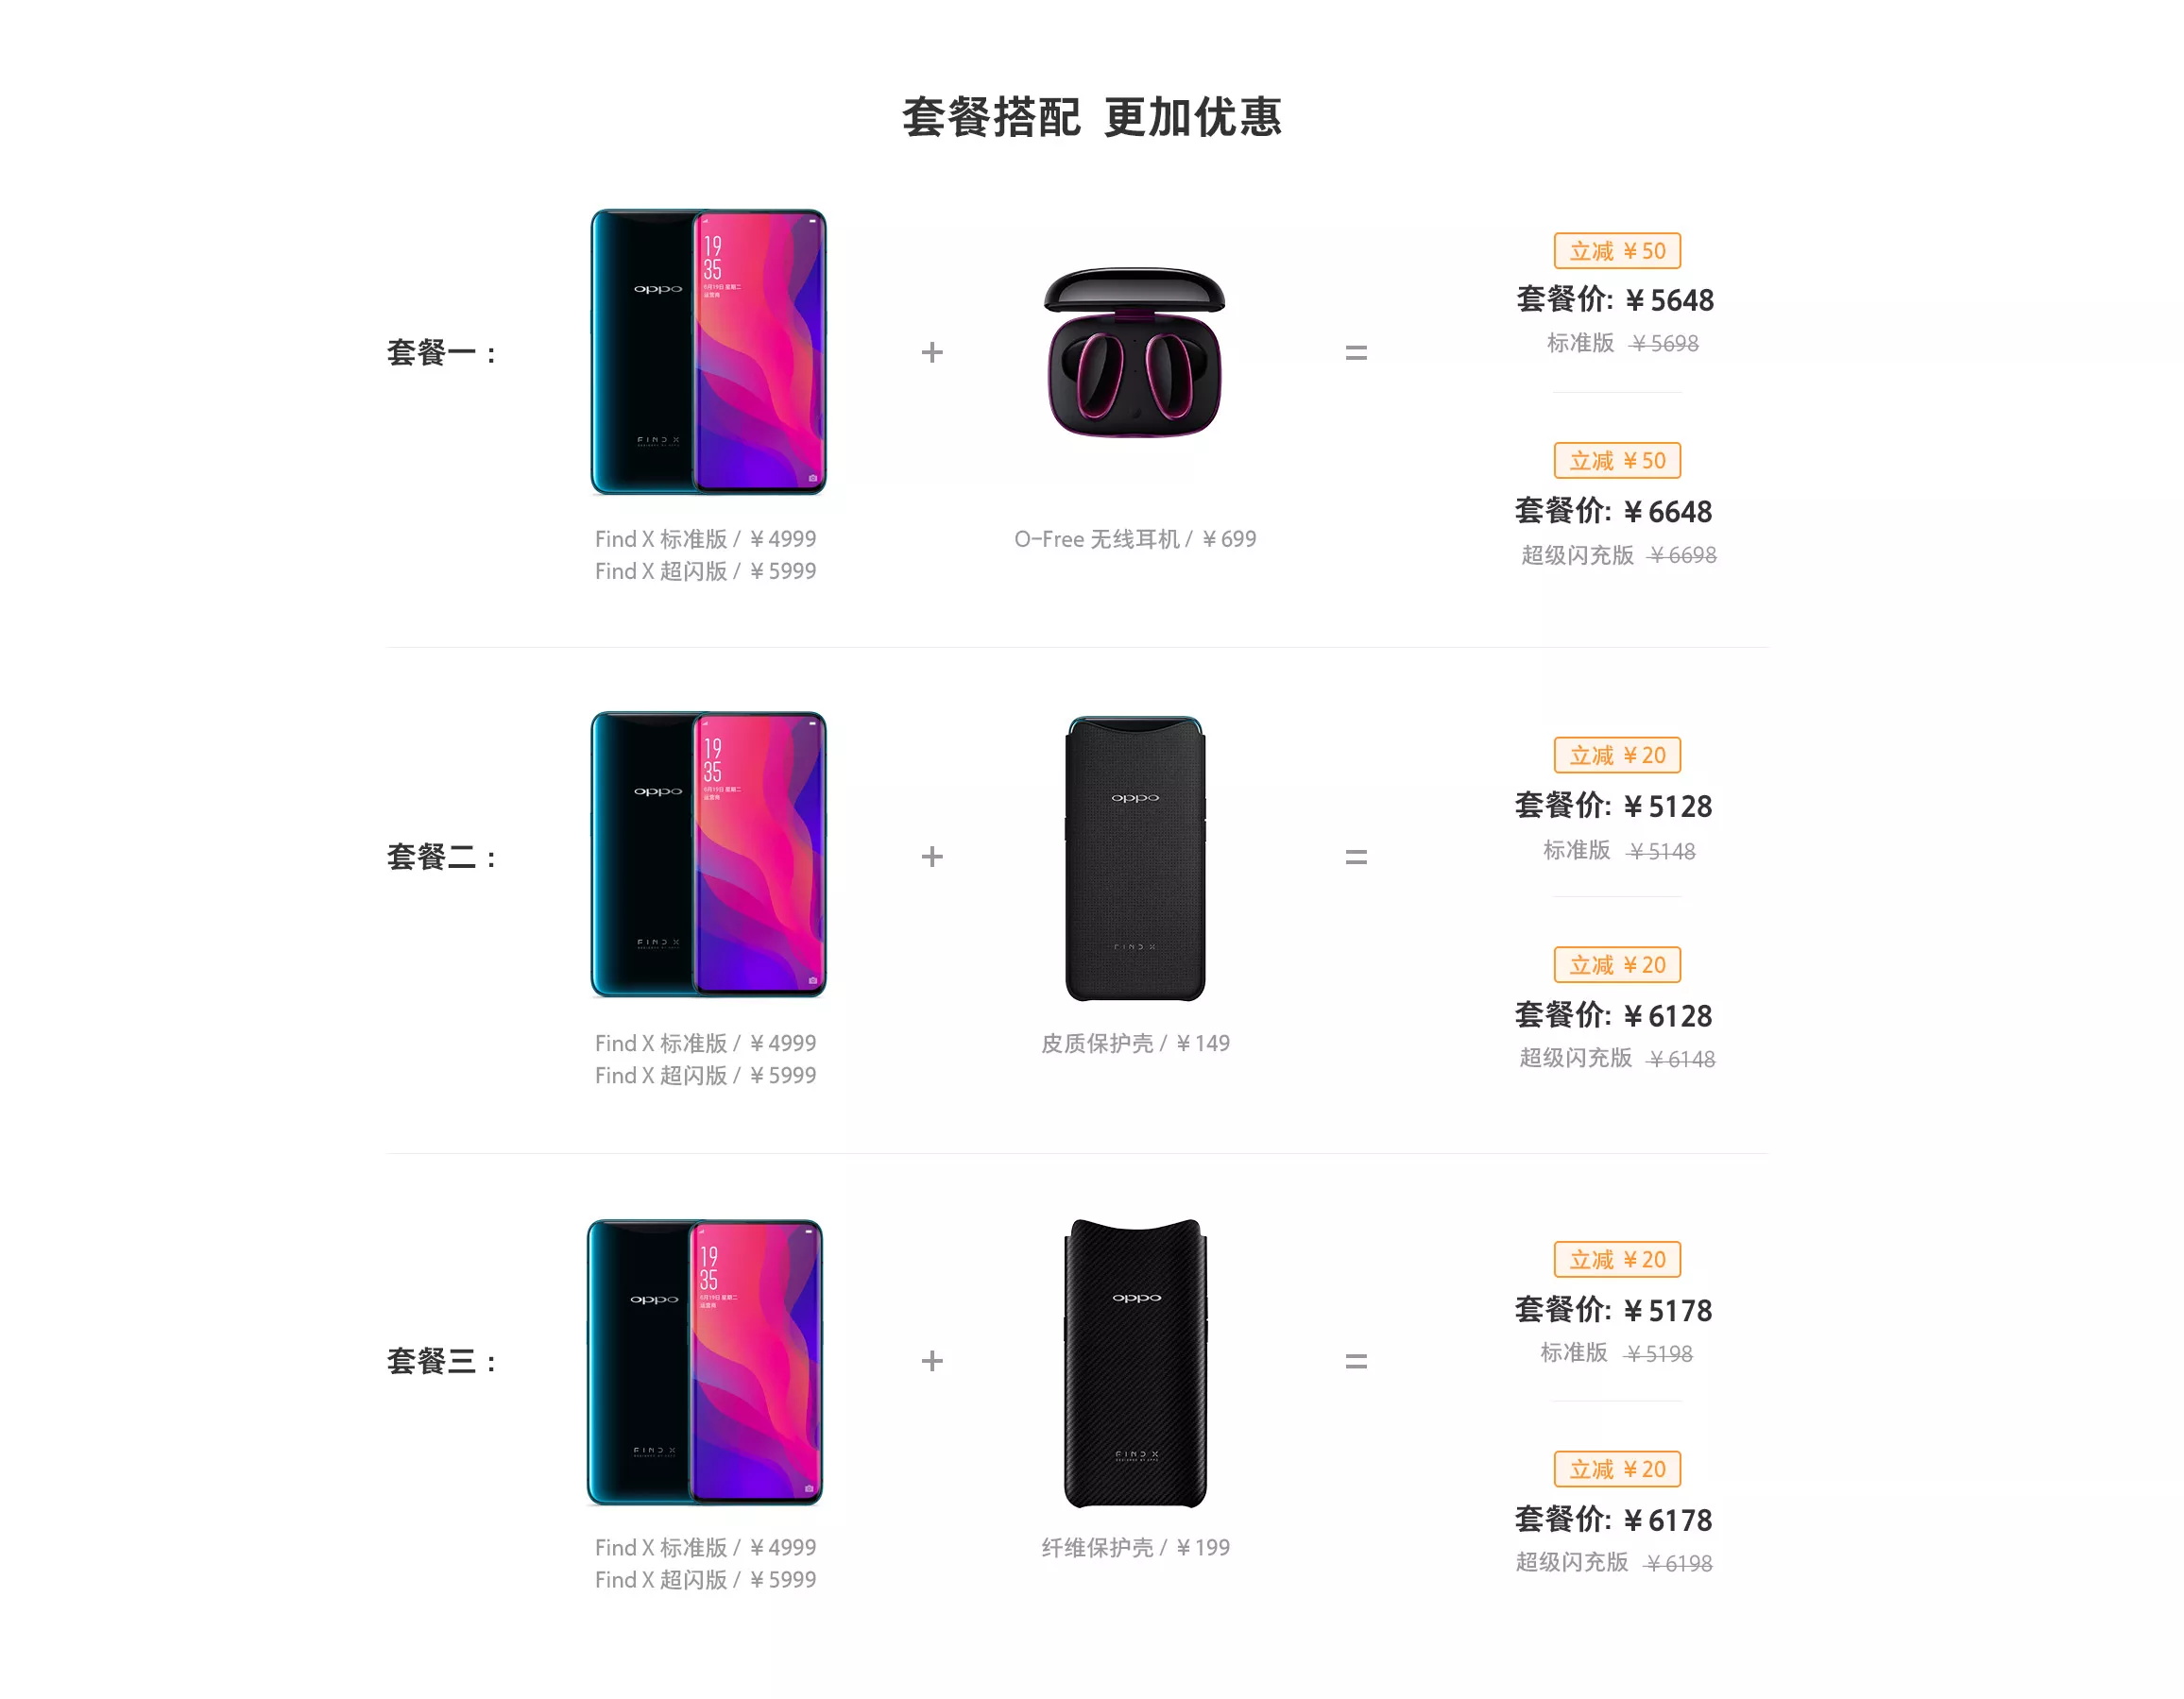 套餐搭配 更加优惠
套餐一：
oppo
FIND X
19
35
+
=
立减 ¥50
套餐价: ¥5648
标准版 ¥5698
立减 ¥50
套餐价: ¥6648
超级闪充版 ¥6698
Find X 标准版 / ¥4999
Find X 超闪版 / ¥5999
O-Free 无线耳机 / ¥699
套餐二：
oppo
FIND X
19
35
+
oppo
FIND X
=
立减 ¥20
套餐价: ¥5128
标准版 ¥5148
立减 ¥20
套餐价: ¥6128
超级闪充版 ¥6148
Find X 标准版 / ¥4999
Find X 超闪版 / ¥5999
皮质保护壳 / ¥149
套餐三：
oppo
FIND X
19
35
+
oppo
FIND X
=
立减 ¥20
套餐价: ¥5178
标准版 ¥5198
立减 ¥20
套餐价: ¥6178
超级闪充版 ¥6198
Find X 标准版 / ¥4999
Find X 超闪版 / ¥5999
纤维保护壳 / ¥199